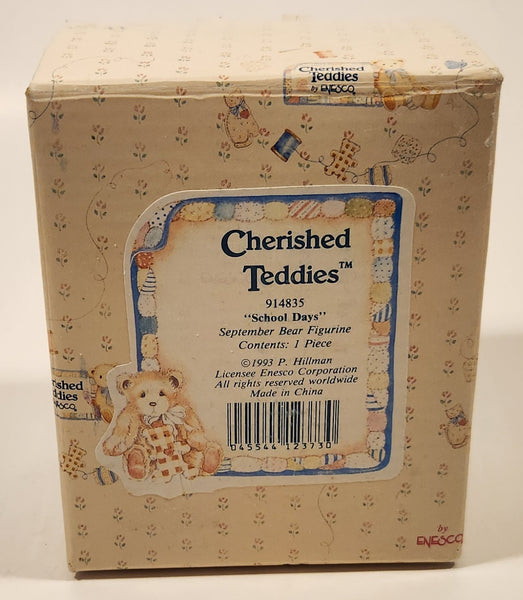 Cherished
Teddies
by ENESCO
Cherished
Teddies™
914835
"School Days"
September Bear Figurine
Contents: 1 Piece
©1993 P. Hillman
Licensee Enesco Corporation
All rights reserved worldwide
Made in China
045544 123730
erished
ddies
ENESCO
by
ENESCO